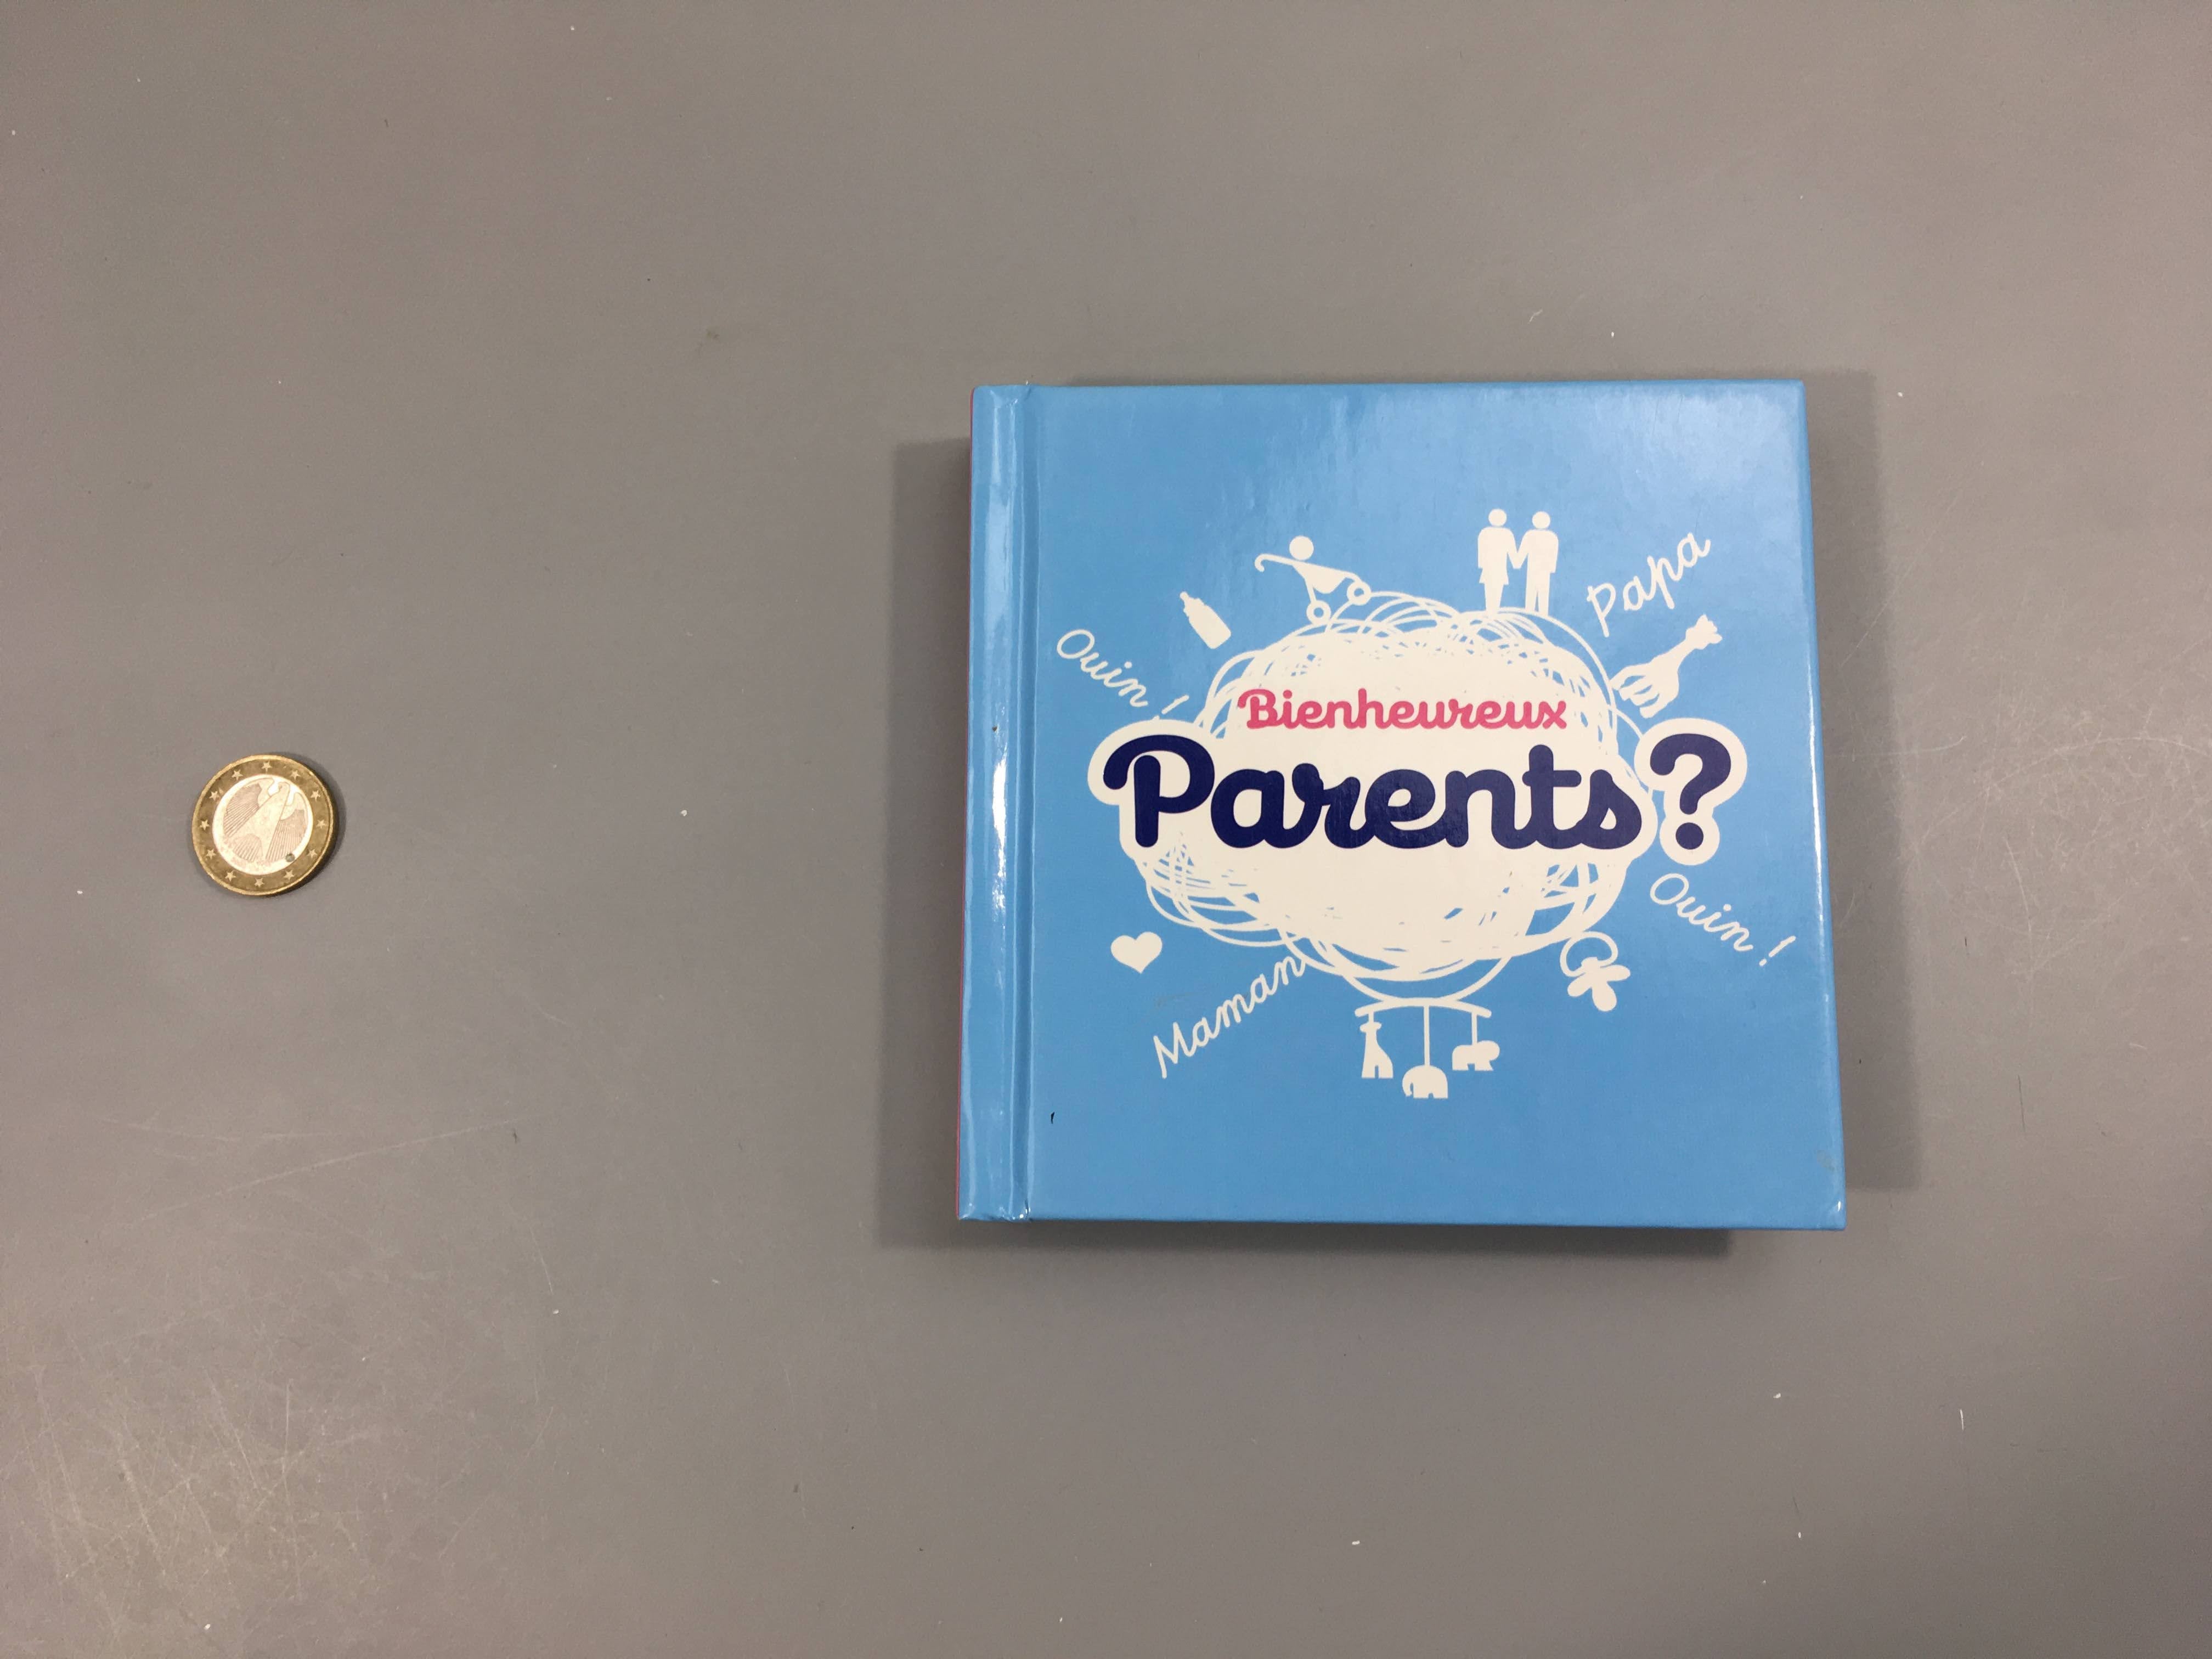 Papa
Ouin !
Bienheureux
Parents ?
Ouin !
Maman